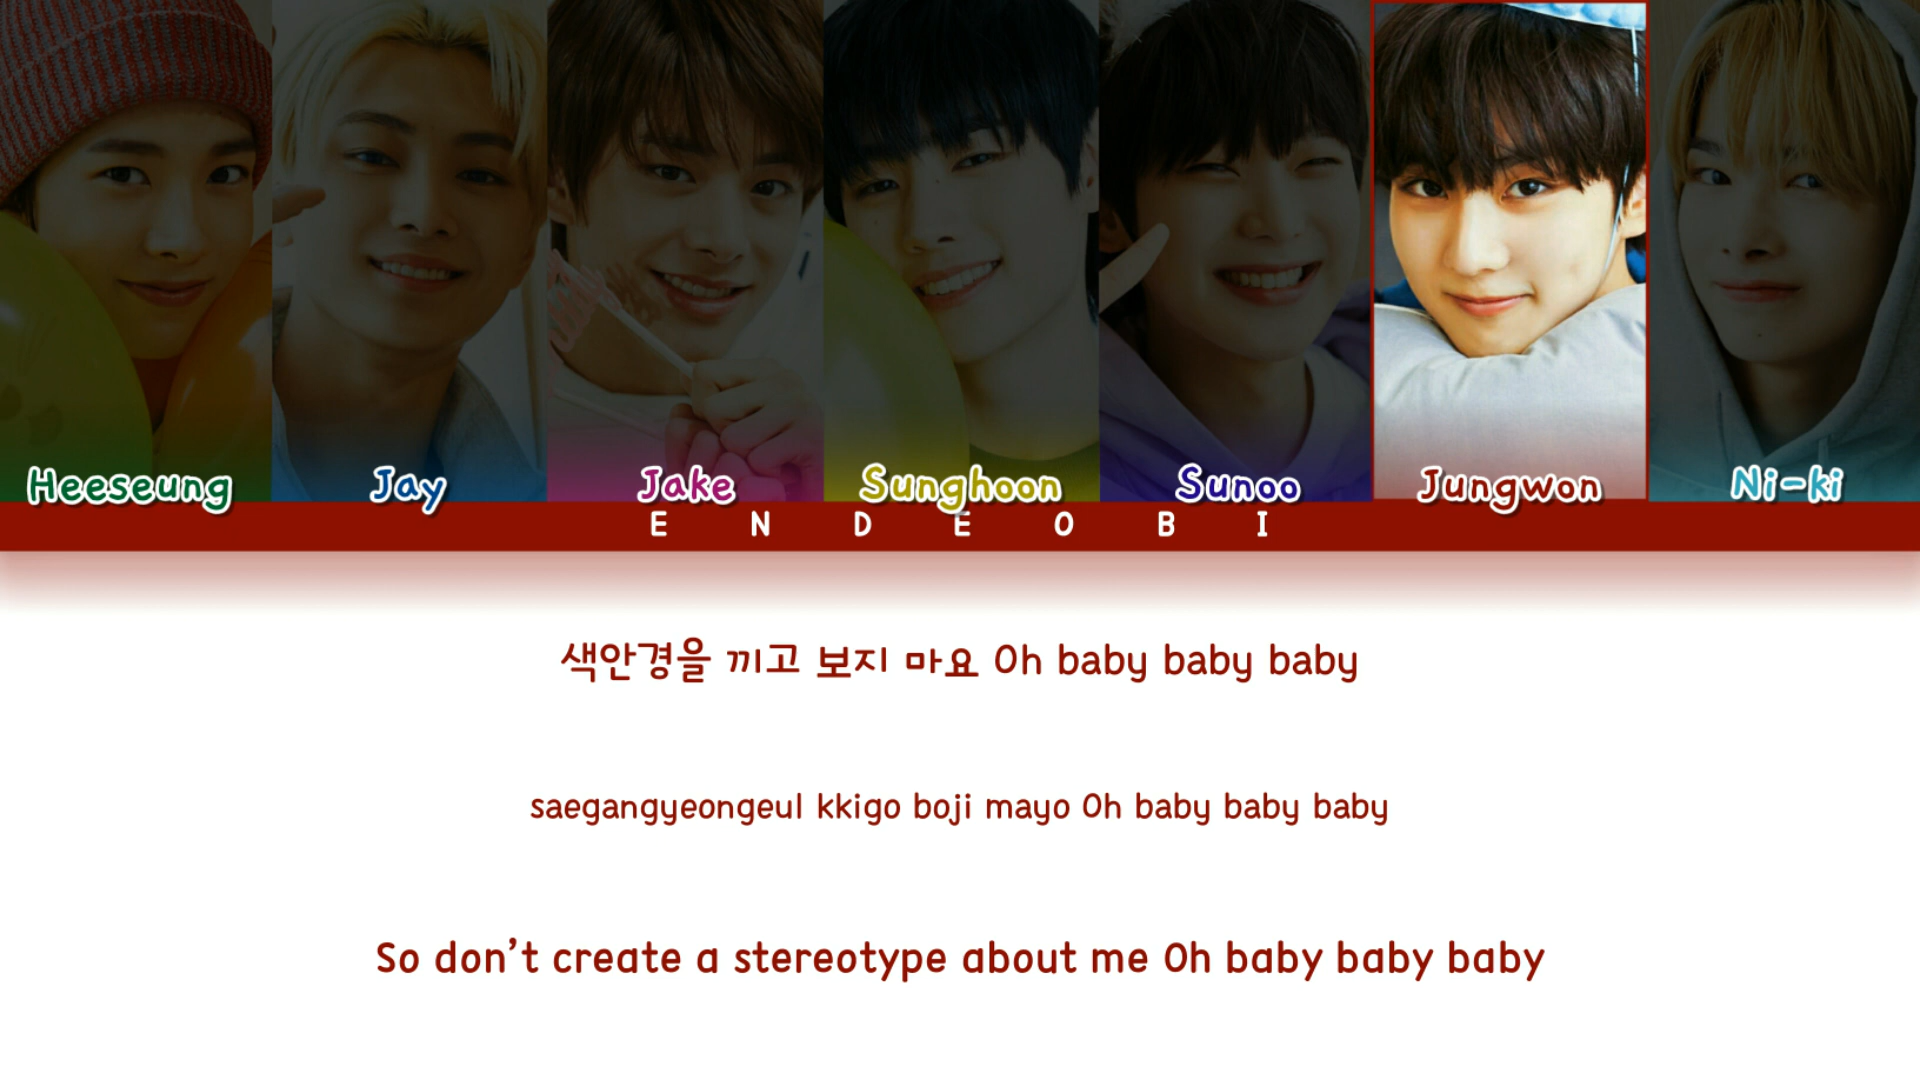 Heeseung Jay Jake Sunghoon Sunoo Jungwon Ni-ki
E N D E O B I
색안경을 끼고 보지 마요 Oh baby baby baby
saegangyeongeul kkigo boji mayo Oh baby baby baby
So don't create a stereotype about me Oh baby baby baby